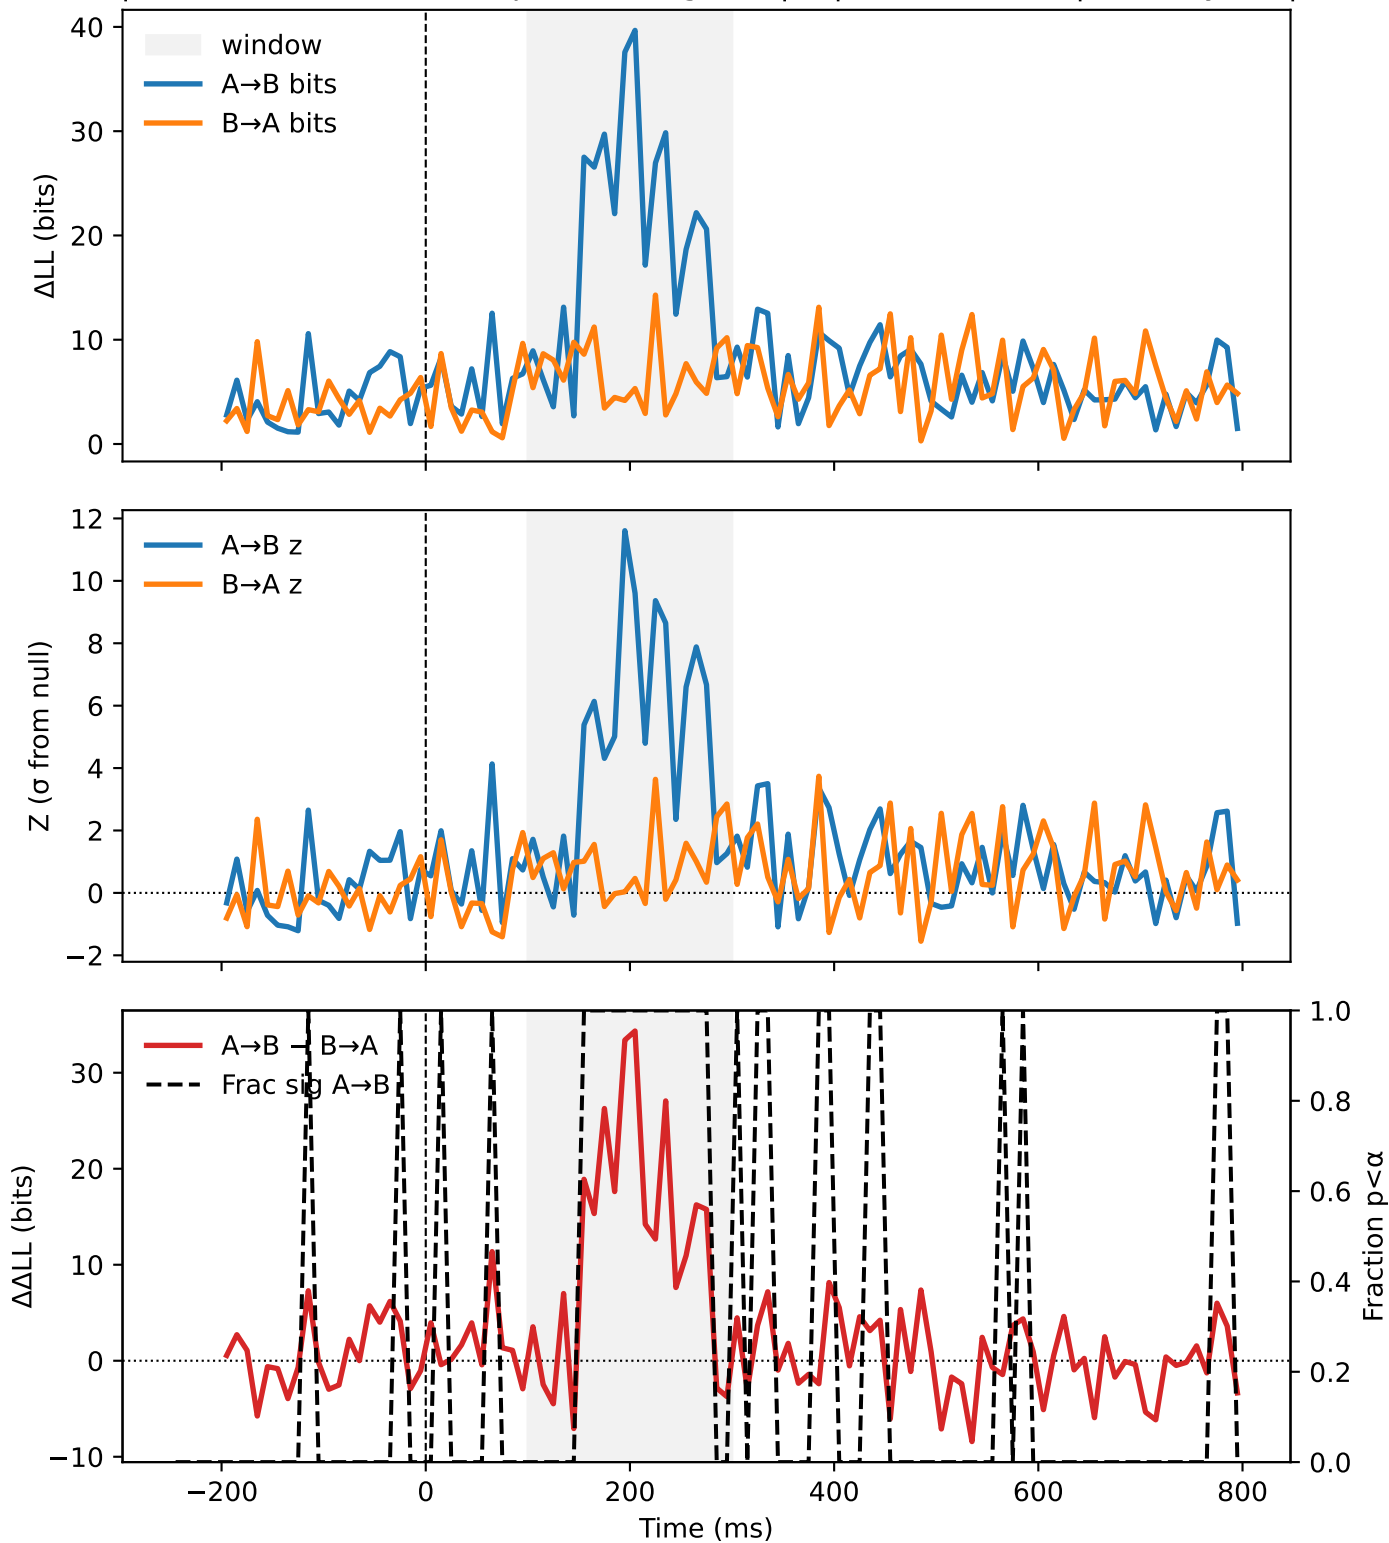 40
30
20
10
0
ΔLL (bits)
window
A→B bits
B→A bits
12
10
8
6
4
2
0
−2
Z (σ from null)
A→B z
B→A z
30
20
10
0
−10
ΔΔLL (bits)
A→B − B→A
Frac sig A→B
1.0
0.8
0.6
0.4
0.2
0.0
Fraction p<α
−200 0 200 400 600 800
Time (ms)